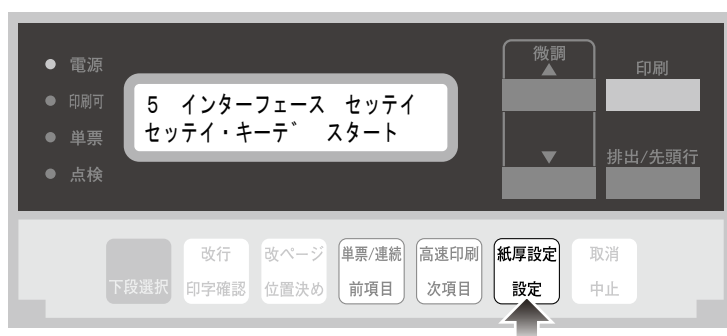 電源
印刷可
単票
点検
5 インターフェース セッテイ
セッテイ・キーデ スタート
微調
▲
▼
印刷
排出/先頭行
下段選択
改行
印字確認
改ページ
位置決め
単票/連続
前項目
高速印刷
次項目
紙厚設定
設定
取消
中止